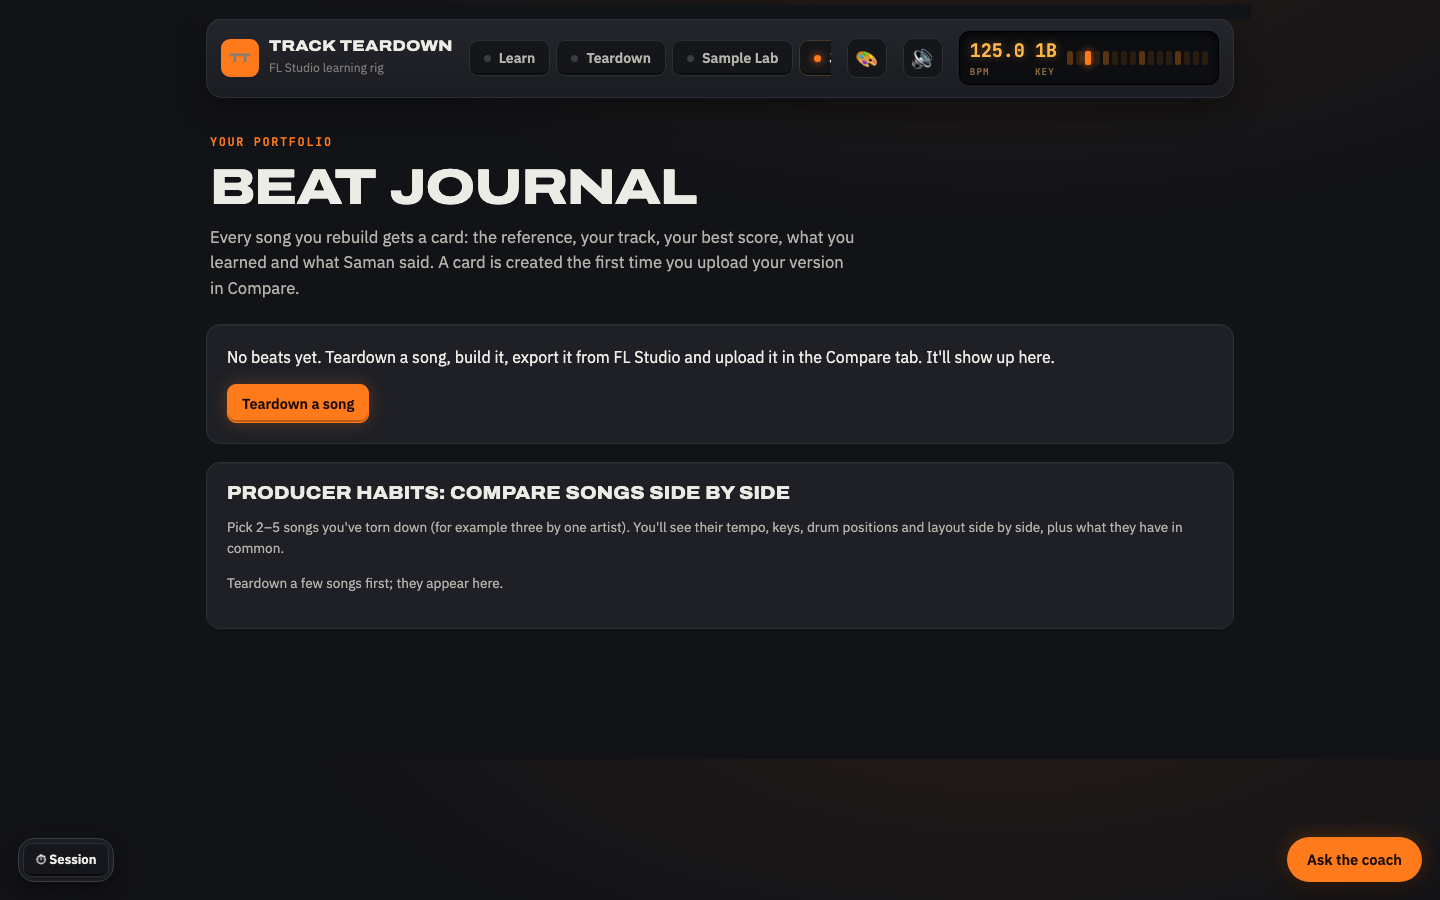 TT
TRACK TEARDOWN
FL Studio learning rig
Learn
Teardown
Sample Lab
125.0 1B
BPM KEY
YOUR PORTFOLIO
BEAT JOURNAL
Every song you rebuild gets a card: the reference, your track, your best score, what you
learned and what Saman said. A card is created the first time you upload your version
in Compare.
No beats yet. Teardown a song, build it, export it from FL Studio and upload it in the Compare tab. It'll show up here.
Teardown a song
PRODUCER HABITS: COMPARE SONGS SIDE BY SIDE
Pick 2–5 songs you've torn down (for example three by one artist). You'll see their tempo, keys, drum positions and layout side by side, plus what they have in
common.
Teardown a few songs first; they appear here.
Session
Ask the coach